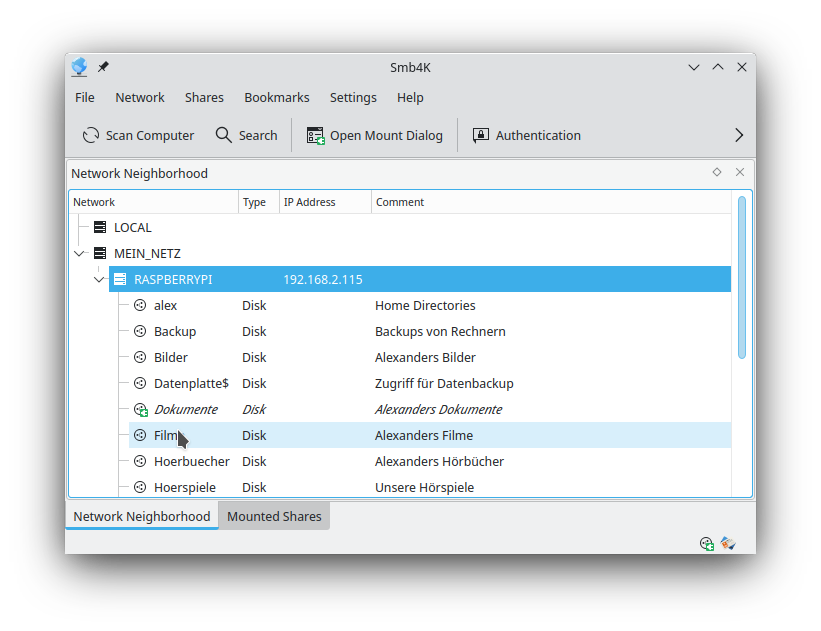 Smb4K
File Network Shares Bookmarks Settings Help
Scan Computer Search Open Mount Dialog Authentication
Network Neighborhood
Network Type IP Address Comment
LOCAL
MEIN_NETZ
RASPBERRYPI 192.168.2.115
alex Disk Home Directories
Backup Disk Backups von Rechnern
Bilder Disk Alexanders Bilder
Datenplatte$ Disk Zugriff für Datenbackup
Dokumente Disk Alexanders Dokumente
Filme Disk Alexanders Filme
Hoerbuecher Disk Alexanders Hörbücher
Hoerspiele Disk Unsere Hörspiele
Network Neighborhood Mounted Shares